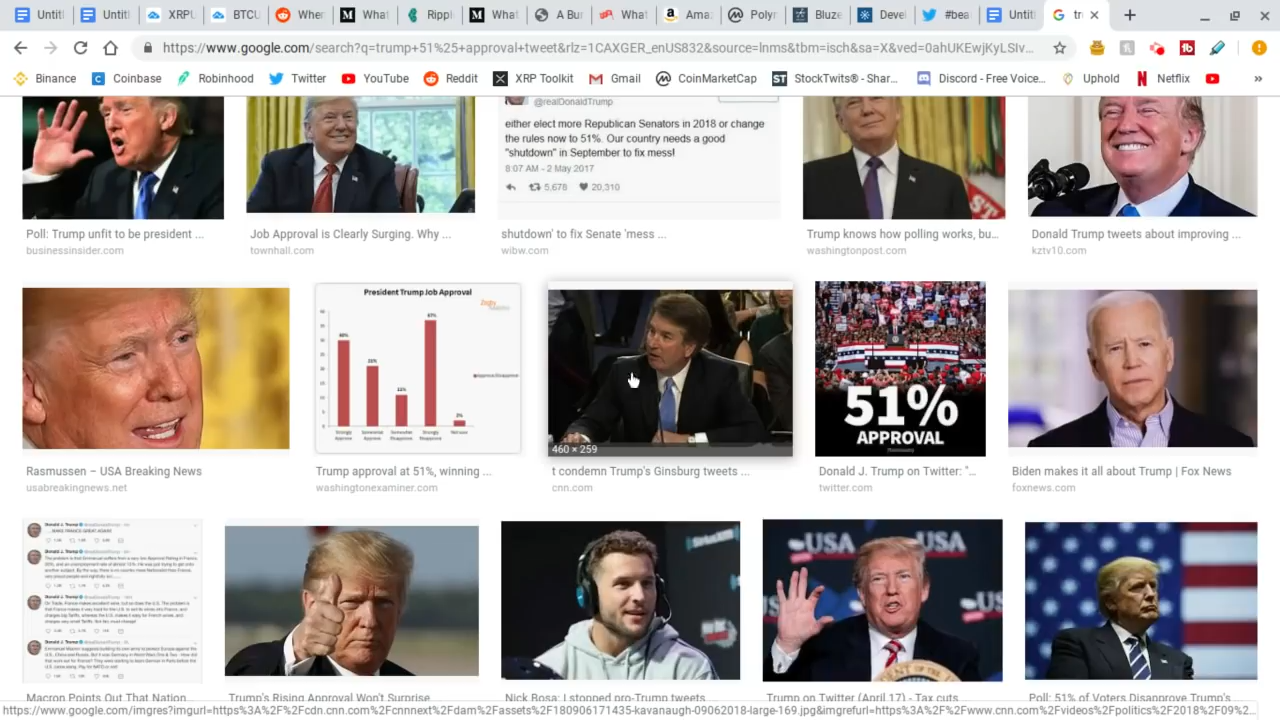 Untitl
Untitl
XRPU
BTCU
When
What
Ripple
What
A Bur
What
Amaz
Polym
Bluze
Devel
#bea
Untitl
tru
https://www.google.com/search?q=trump+51%25+approval+tweet&rlz=1CAXGER_enUS832&source=lnms&tbm=isch&sa=X&ved=0ahUKEwjKyLSIv...
Binance
Coinbase
Robinhood
Twitter
YouTube
Reddit
XRP Toolkit
Gmail
CoinMarketCap
StockTwits® - Shar...
Discord - Free Voice...
Uphold
Netflix
@realDonaldTrump
either elect more Republican Senators in 2018 or change
the rules now to 51%. Our country needs a good
"shutdown" in September to fix mess!
8:07 AM - 2 May 2017
5,678 20,310
Poll: Trump unfit to be president ...
businessinsider.com
Job Approval is Clearly Surging. Why ...
townhall.com
shutdown' to fix Senate 'mess ...
wibw.com
Trump knows how polling works, bu...
washingtonpost.com
Donald Trump tweets about improving ...
kztv10.com
President Trump Job Approval
460 × 259
51%
APPROVAL
Rasmussen – USA Breaking News
usabreakingnews.net
Trump approval at 51%, winning ...
washingtonexaminer.com
t condemn Trump's Ginsburg tweets ...
cnn.com
Donald J. Trump on Twitter: "...
twitter.com
Biden makes it all about Trump | Fox News
foxnews.com
USA
Macron Points Out That Nation
Trump's Rising Approval Won't Surprise
Nick Bosa: I stopped pro-Trump tweets
Trump on Twitter (April 17) - Tax cuts
Poll: 51% of Voters Disapprove Trump's
https://www.google.com/imgres?imgurl=https%3A%2F%2Fcdn.cnn.com%2Fcnnnext%2Fdam%2Fassets%2F180906171435-kavanaugh-09062018-large-169.jpg&imgrefurl=https%3A%2F%2Fwww.cnn.com%2Fvideos%2Fpolitics%2F2018%2F09%2...